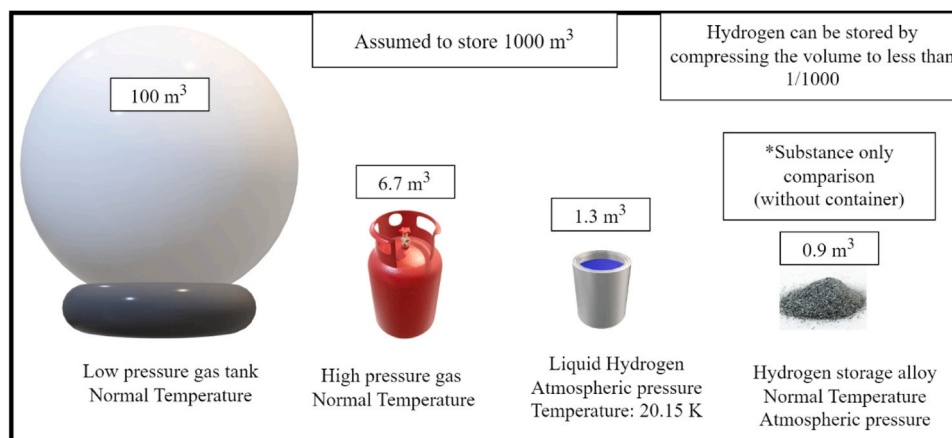 Assumed to store 1000 m³
Hydrogen can be stored by
compressing the volume to less than
1/1000
100 m³
6.7 m³
1.3 m³
*Substance only
comparison
(without container)
0.9 m³
Low pressure gas tank
Normal Temperature
High pressure gas
Normal Temperature
Liquid Hydrogen
Atmospheric pressure
Temperature: 20.15 K
Hydrogen storage alloy
Normal Temperature
Atmospheric pressure